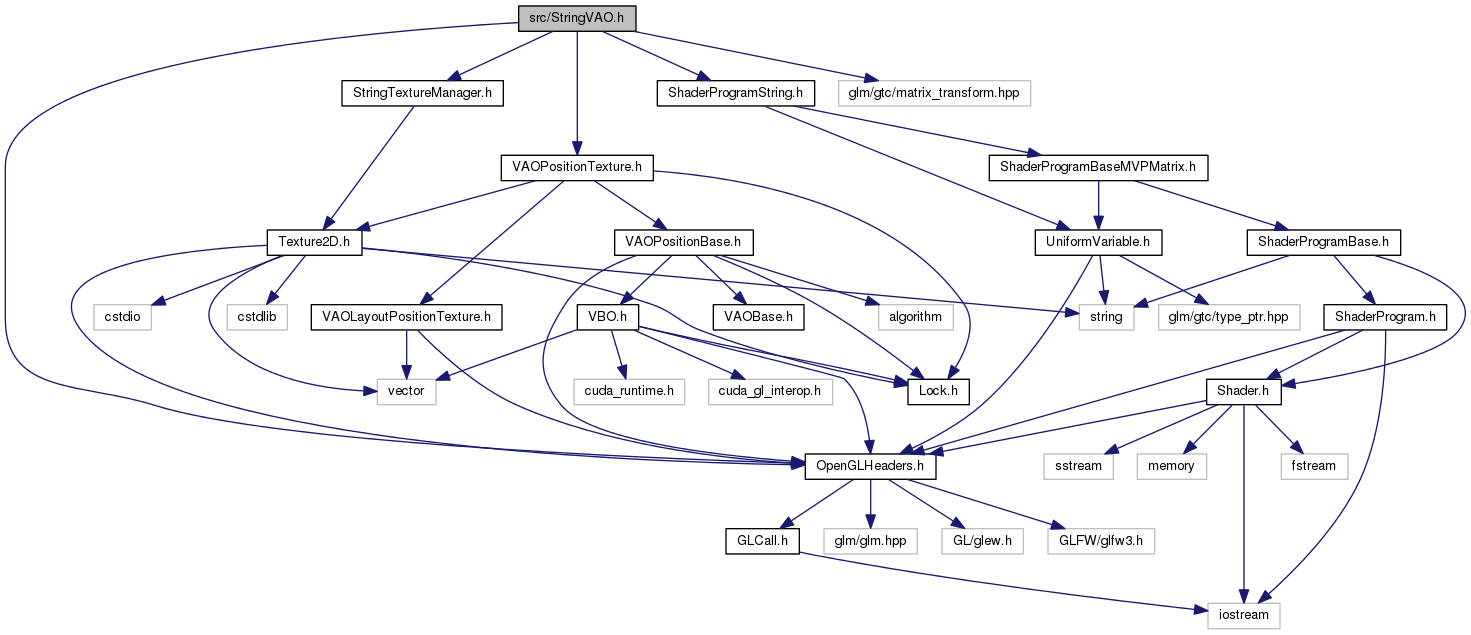 src/StringVAO.h
StringTextureManager.h
ShaderProgramString.h
glm/gtc/matrix_transform.hpp
VAOPositionTexture.h
ShaderProgramBaseMVPMatrix.h
Texture2D.h
VAOPositionBase.h
UniformVariable.h
ShaderProgramBase.h
cstdio
cstdlib
VAOLayoutPositionTexture.h
VBO.h
VAOBase.h
algorithm
string
glm/gtc/type_ptr.hpp
ShaderProgram.h
vector
cuda_runtime.h
cuda_gl_interop.h
Lock.h
Shader.h
OpenGLHeaders.h
sstream
memory
fstream
GLCall.h
glm/glm.hpp
GL/glew.h
GLFW/glfw3.h
iostream